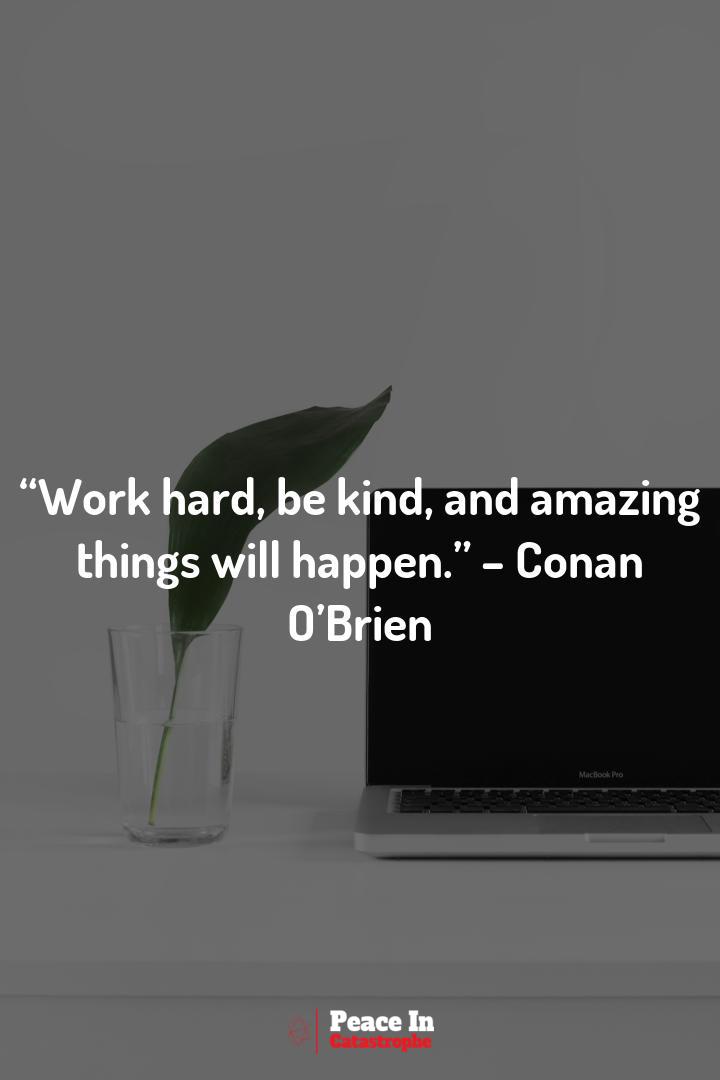 “Work hard, be kind, and amazing
things will happen.” – Conan
O’Brien
MacBook Pro
Peace In
Catastrophe